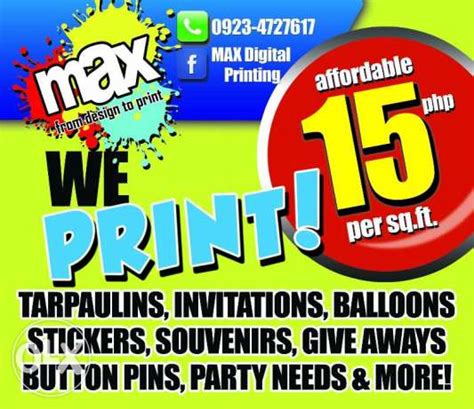 max
from design to print
0923-4727617
f
MAX Digital
Printing
affordable
15
php
per sq.ft.
WE
PRINT!
TARPAULINS, INVITATIONS, BALLOONS
STICKERS, SOUVENIRS, GIVE AWAYS
BUTTON PINS, PARTY NEEDS & MORE!
OLX